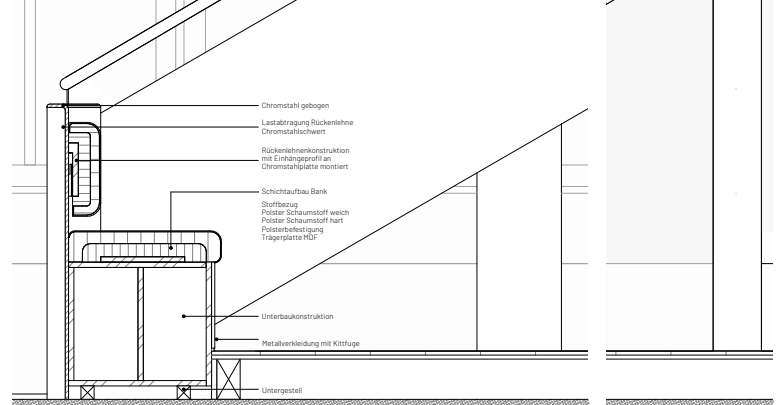 Chromstahl gebogen
Lastabtragung Rückenlehne
Chromstahlschwert
Rückenlehnenkonstruktion
mit Einhängeprofil an
Chromstahlplatte montiert
Schichtaufbau Bank
Stoffbezug
Polster Schaumstoff weich
Polster Schaumstoff hart
Polsterbefestigung
Trägerplatte MDF
Unterbaukonstruktion
Metallverkleidung mit Kittfuge
Untergestell